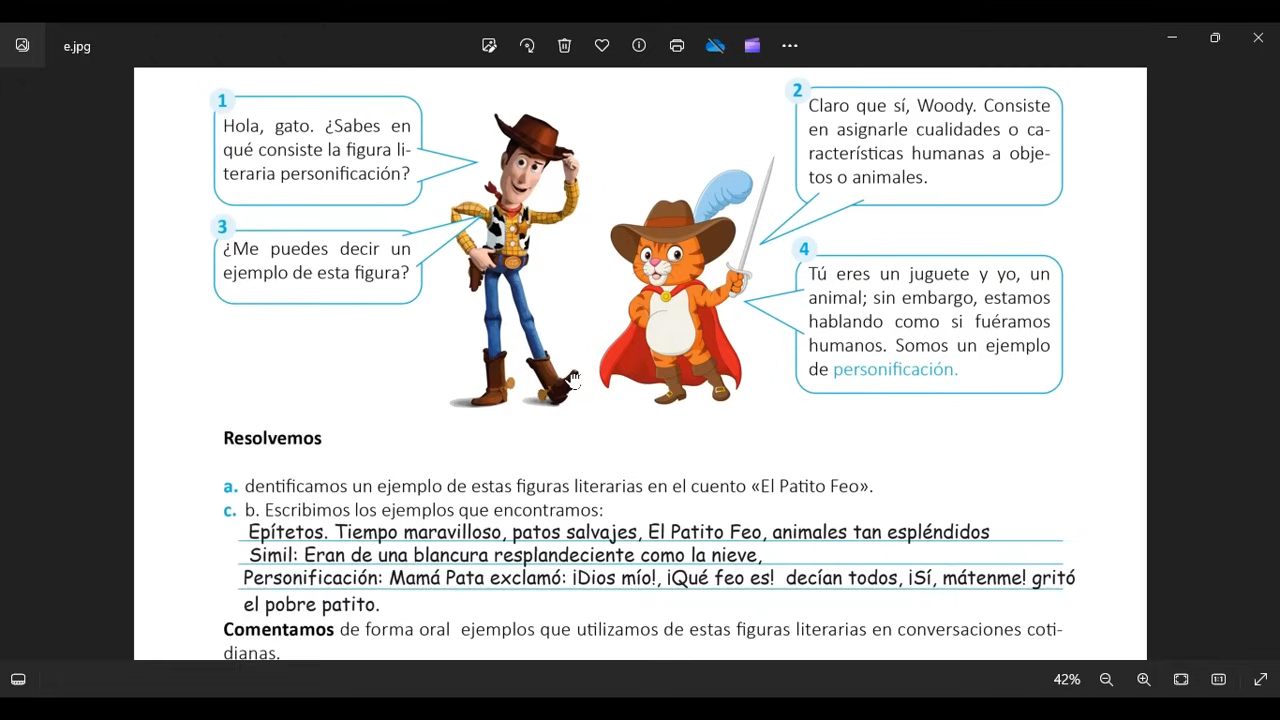 e.jpg
1
Hola, gato. ¿Sabes en
qué consiste la figura li-
teraria personificación?
2
Claro que sí, Woody. Consiste
en asignarle cualidades o ca-
racterísticas humanas a obje-
tos o animales.
3
¿Me puedes decir un
ejemplo de esta figura?
4
Tú eres un juguete y yo, un
animal; sin embargo, estamos
hablando como si fuéramos
humanos. Somos un ejemplo
de personificación.
Resolvemos
a. dentificamos un ejemplo de estas figuras literarias en el cuento «El Patito Feo».
c. b. Escribimos los ejemplos que encontramos:
Epítetos. Tiempo maravilloso, patos salvajes, El Patito Feo, animales tan espléndidos
Simil: Eran de una blancura resplandeciente como la nieve,
Personificación: Mamá Pata exclamó: ¡Dios mío!, ¡Qué feo es! decían todos, ¡Sí, mátenme! gritó
el pobre patito.
Comentamos de forma oral ejemplos que utilizamos de estas figuras literarias en conversaciones coti-
dianas.
42%
1:1